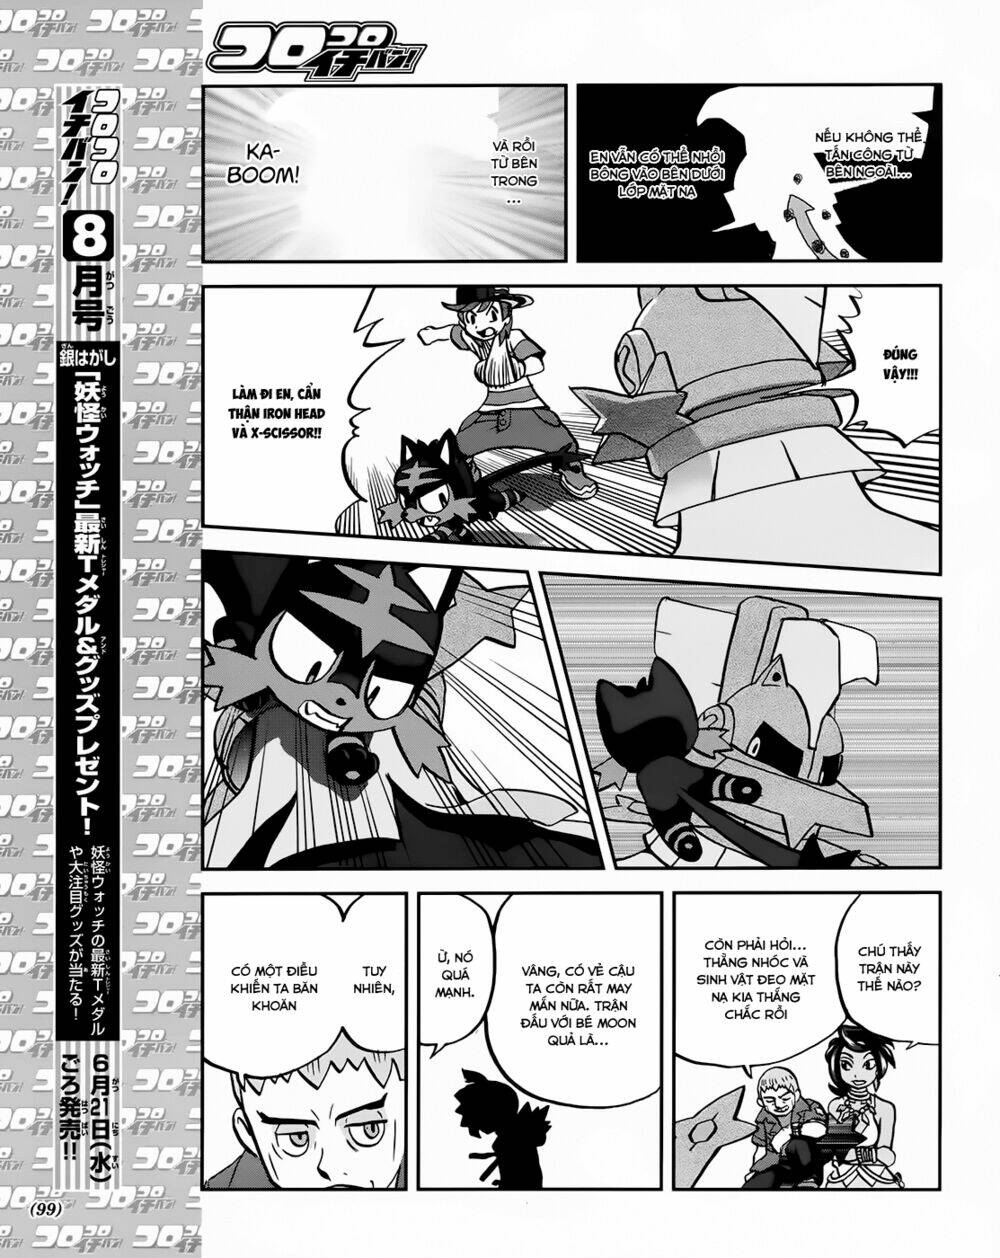 コロコロ
イチバン!
NẾU KHÔNG THỂ
TẤN CÔNG TỪ
BÊN NGOÀI...
EN VẪN CÓ THỂ NHỒI
BÓNG VÀO BÊN DƯỚI
LỚP MẶT NẠ
VÀ RỒI
TỪ BÊN
TRONG
...
KA-
BOOM!
ĐÚNG
VẬY!!!
LÀM ĐI EN, CẨN
THẬN IRON HEAD
VÀ X-SCISSOR!!
CHÚ THẤY
TRẬN NÀY
THẾ NÀO?
CÒN PHẢI HỎI...
THẰNG NHÓC VÀ
SINH VẬT ĐEO MẶT
NẠ KIA THẮNG
CHẮC RỒI
VÂNG, CÓ VẺ CẬU
TA CÒN RẤT MAY
MẮN NỮA. TRẬN
ĐẤU VỚI BÉ MOON
QUẢ LÀ...
Ừ, NÓ
QUÁ
MẠNH.
TUY
NHIÊN,
CÓ MỘT ĐIỀU
KHIẾN TA BĂN
KHOĂN
コロコロ
イチバン!
8月号
銀はがし
「妖怪ウォッチ」最新Tメダル&グッズプレゼント!
妖怪ウォッチの最新Tメダル
や大注目グッズが当たる!
6月21日(水)
ごろ発売!!
(99)